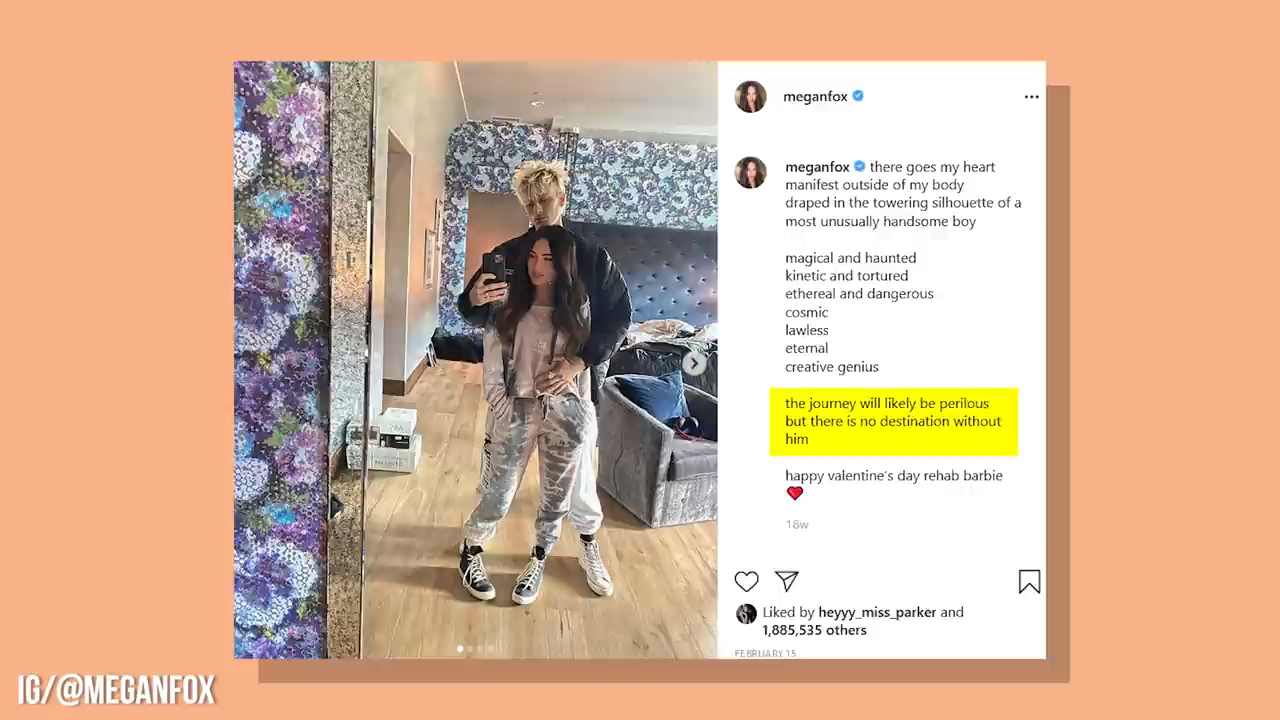 meganfox
meganfox there goes my heart
manifest outside of my body
draped in the towering silhouette of a
most unusually handsome boy
magical and haunted
kinetic and tortured
ethereal and dangerous
cosmic
lawless
eternal
creative genius
the journey will likely be perilous
but there is no destination without
him
happy valentine's day rehab barbie
18w
Liked by heyyy_miss_parker and
1,885,535 others
FEBRUARY 15
IG/@MEGANFOX